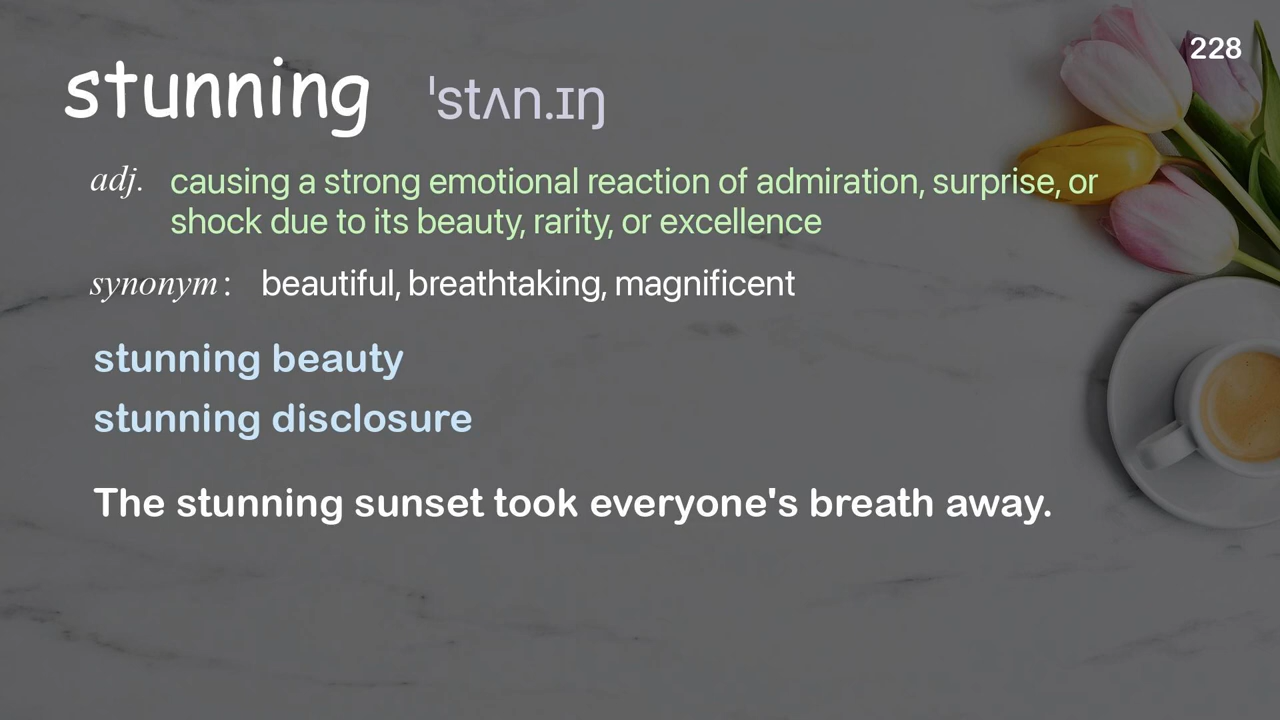 228
stunning ˈstʌn.ɪŋ
adj. causing a strong emotional reaction of admiration, surprise, or
shock due to its beauty, rarity, or excellence
synonym : beautiful, breathtaking, magnificent
stunning beauty
stunning disclosure
The stunning sunset took everyone's breath away.